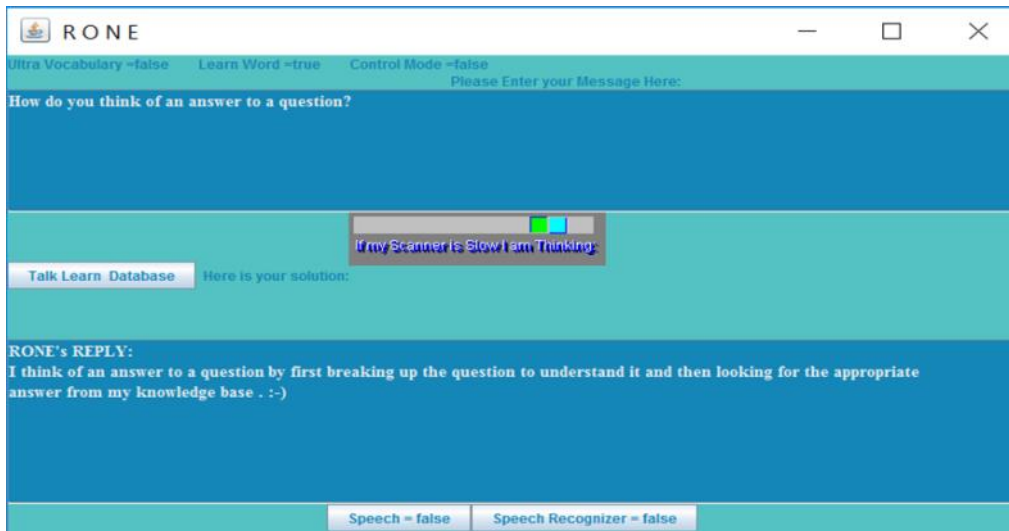 RONE
Ultra Vocabulary =false Learn Word =true Control Mode =false
Please Enter your Message Here:
How do you think of an answer to a question?
If my Scanner is Slow I am Thinking:
Talk Learn Database Here is your solution:
RONE's REPLY:
I think of an answer to a question by first breaking up the question to understand it and then looking for the appropriate
answer from my knowledge base . :-)
Speech = false Speech Recognizer = false